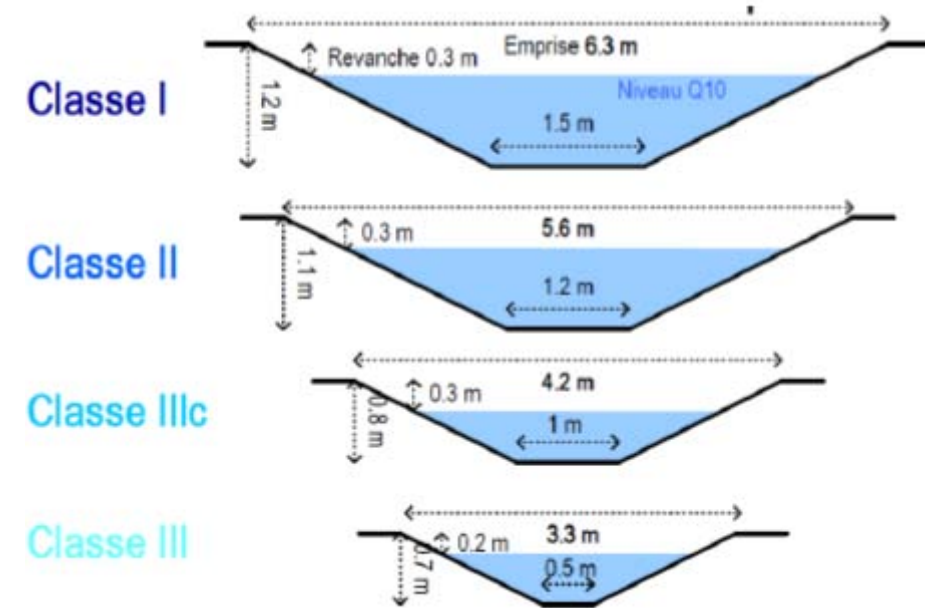 Emprise 6.3 m
Revanche 0.3 m
Classe I
1.2 m
Niveau Q10
1.5 m
5.6 m
0.3 m
Classe II
1.1 m
1.2 m
4.2 m
0.3 m
Classe IIIc
0.8 m
1 m
3.3 m
0.2 m
Classe III
0.7 m
0.5 m